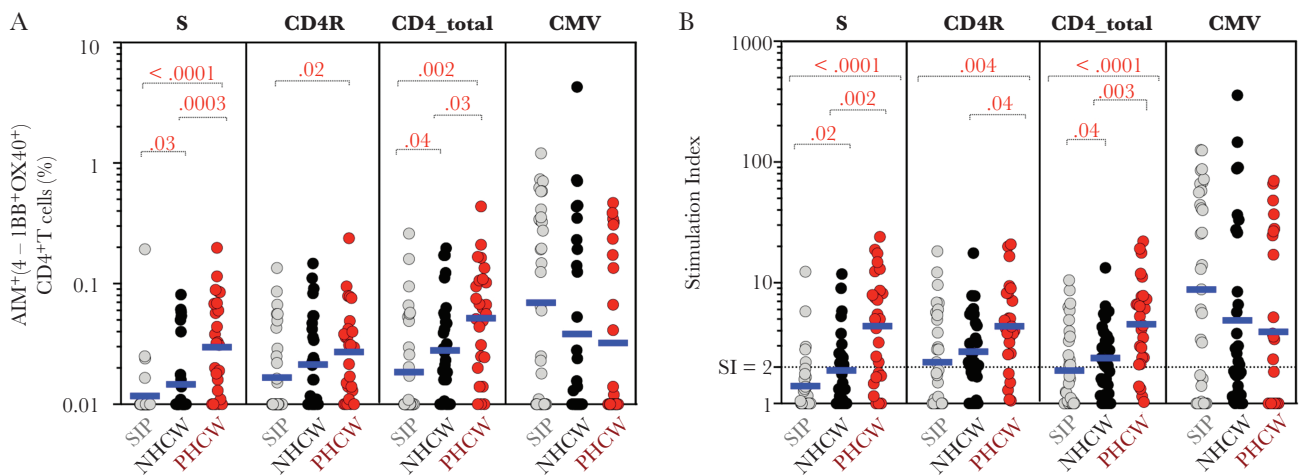 A
S CD4R CD4_total CMV
AIM⁺(4 – 1BB⁺OX40⁺)
CD4⁺T cells (%)
10
1
0.1
0.01
< .0001
.0003
.03
.02
.002
.03
.04
SIP NHCW PHCW SIP NHCW PHCW SIP NHCW PHCW SIP NHCW PHCW
B
S CD4R CD4_total CMV
Stimulation Index
1000
100
10
SI = 2
1
< .0001
.002
.02
.004
.04
< .0001
.003
.04
SIP NHCW PHCW SIP NHCW PHCW SIP NHCW PHCW SIP NHCW PHCW